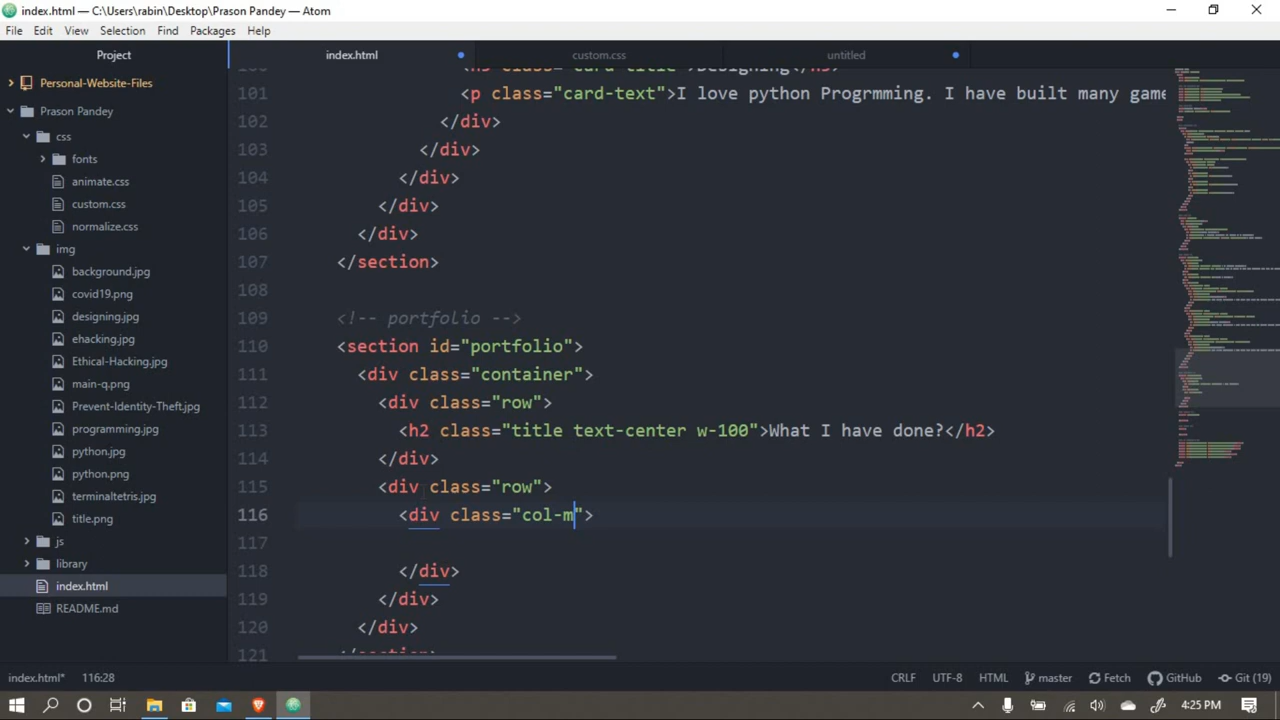 index.html — C:\Users\rabin\Desktop\Prason Pandey — Atom
File Edit View Selection Find Packages Help
Project
index.html
custom.css
untitled
Personal-Website-Files
Prason Pandey
css
fonts
animate.css
custom.css
normalize.css
img
background.jpg
covid19.png
designing.jpg
ehacking.jpg
Ethical-Hacking.jpg
main-q.png
Prevent-Identity-Theft.jpg
programming.jpg
python.jpg
python.png
terminaltetris.jpg
title.png
js
library
index.html
README.md
100 <h5 class="card-title">Designing</h5>
101 <p class="card-text">I love python Progrmming. I have built many game
102 </div>
103 </div>
104 </div>
105 </div>
106 </div>
107 </section>
108
109 <!-- portfolio
110 <section id="portfolio">
111 <div class="container">
112 <div class="row">
113 <h2 class="title text-center w-100">What I have done?</h2>
114 </div>
115 <div class="row">
116 <div class="col-m">
117
118 </div>
119 </div>
120 </div>
121 </section>
index.html* 116:28
CRLF UTF-8 HTML master Fetch GitHub Git (19)
4:25 PM